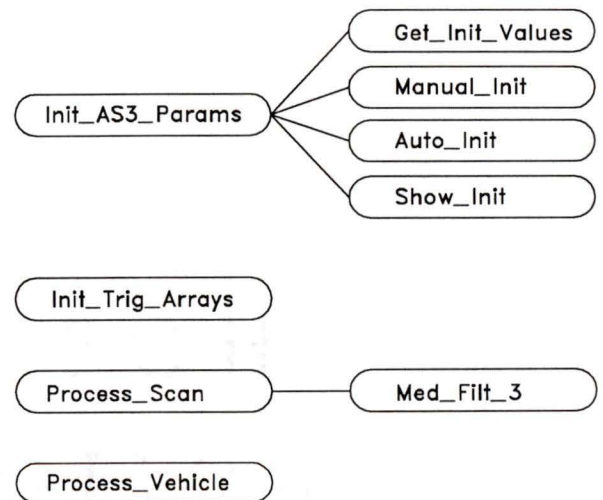 Get_Init_Values
Init_AS3_Params
Manual_Init
Auto_Init
Show_Init
Init_Trig_Arrays
Process_Scan
Med_Filt_3
Process_Vehicle